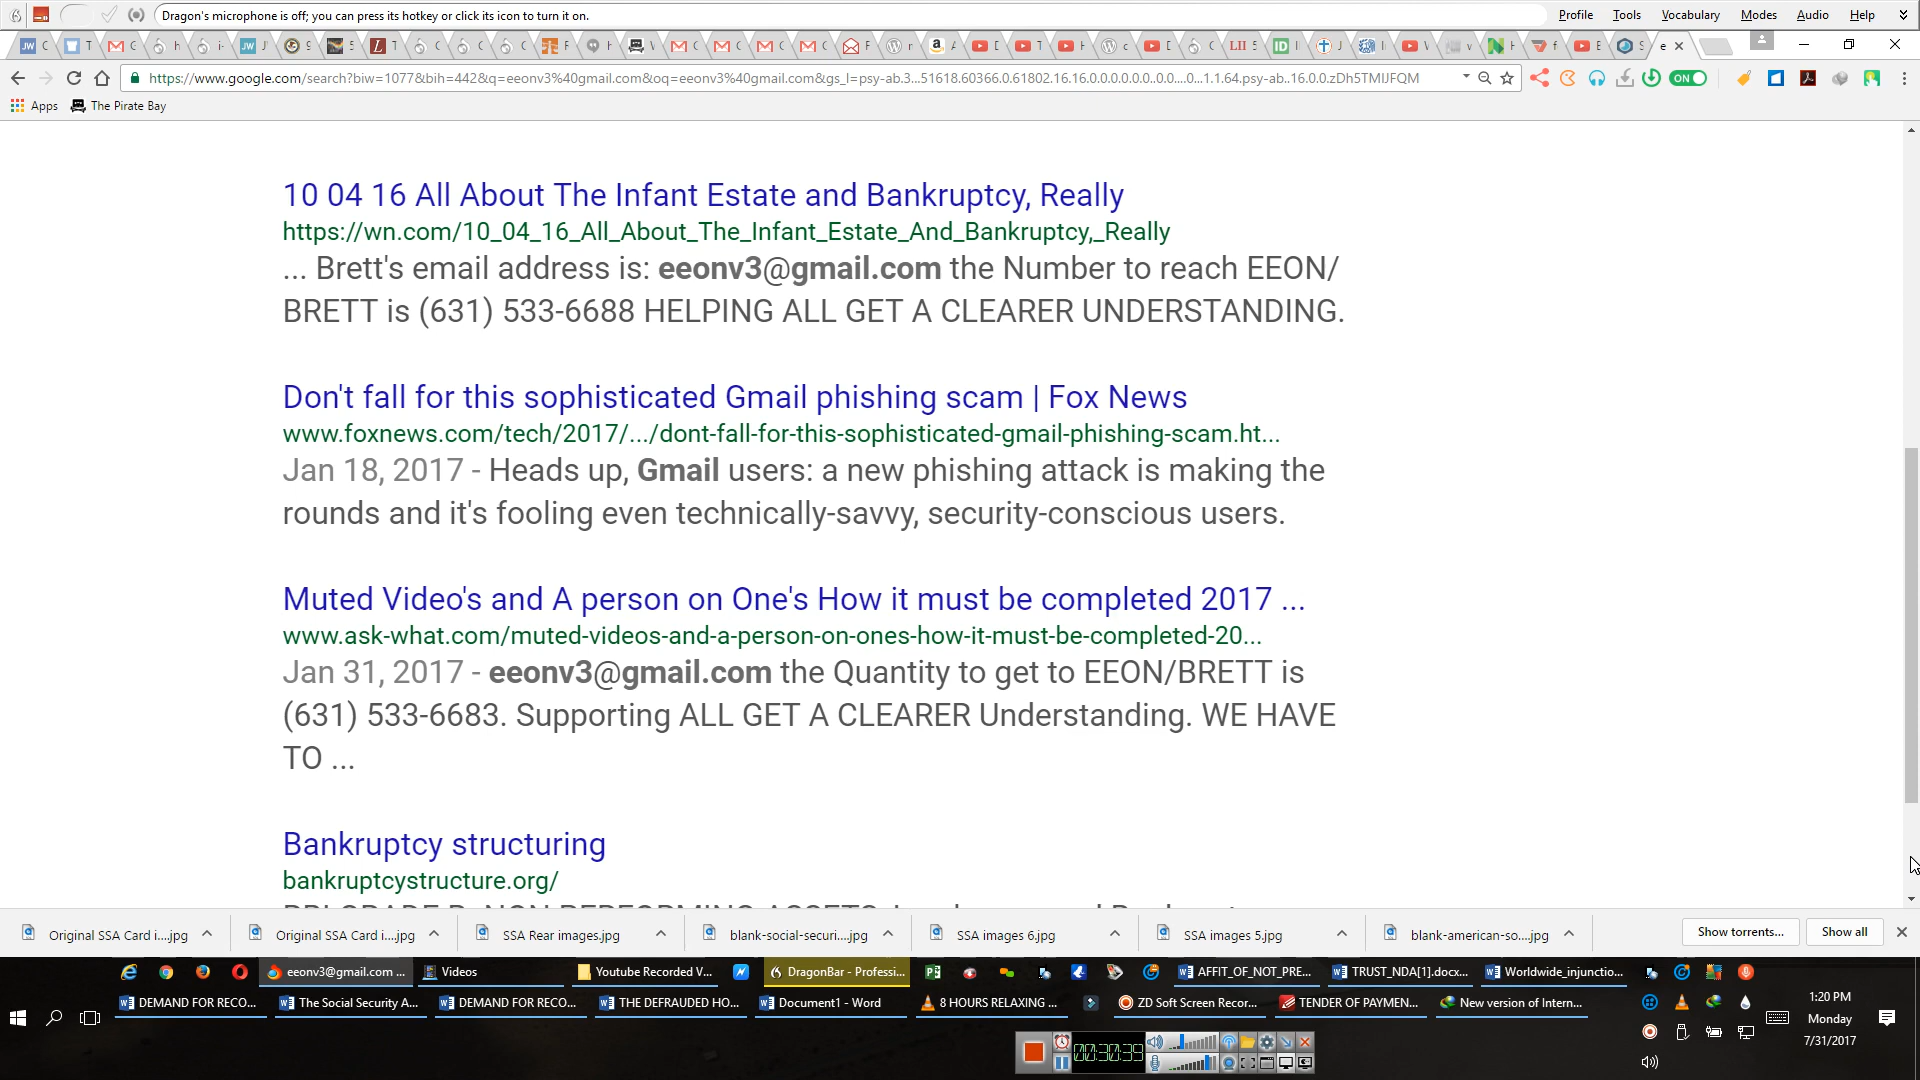 Dragon's microphone is off; you can press its hotkey or click its icon to turn it on.
Profile Tools Vocabulary Modes Audio Help
https://www.google.com/search?biw=1077&bih=442&q=eeonv3%40gmail.com&oq=eeonv3%40gmail.com&gs_l=psy-ab.3...51618.60366.0.61802.16.16.0.0.0.0.0.0..0.0....0...1.1.64.psy-ab..16.0.0.zDh5TMIJFQM
ON
Apps The Pirate Bay
10 04 16 All About The Infant Estate and Bankruptcy, Really
https://wn.com/10_04_16_All_About_The_Infant_Estate_And_Bankruptcy,_Really
... Brett's email address is: eeonv3@gmail.com the Number to reach EEON/
BRETT is (631) 533-6688 HELPING ALL GET A CLEARER UNDERSTANDING.
Don't fall for this sophisticated Gmail phishing scam | Fox News
www.foxnews.com/tech/2017/.../dont-fall-for-this-sophisticated-gmail-phishing-scam.ht...
Jan 18, 2017 - Heads up, Gmail users: a new phishing attack is making the
rounds and it's fooling even technically-savvy, security-conscious users.
Muted Video's and A person on One's How it must be completed 2017 ...
www.ask-what.com/muted-videos-and-a-person-on-ones-how-it-must-be-completed-20...
Jan 31, 2017 - eeonv3@gmail.com the Quantity to get to EEON/BRETT is
(631) 533-6683. Supporting ALL GET A CLEARER Understanding. WE HAVE
TO ...
Bankruptcy structuring
bankruptcystructure.org/
Original SSA Card i....jpg Original SSA Card i....jpg SSA Rear images.jpg blank-social-securi....jpg SSA images 6.jpg SSA images 5.jpg blank-american-so....jpg Show torrents... Show all
eeonv3@gmail.com ... Videos Youtube Recorded V... DragonBar - Professi... AFFIT_OF_NOT_PRE... TRUST_NDA[1].docx... Worldwide_injunctio...
DEMAND FOR RECO... The Social Security A... DEMAND FOR RECO... THE DEFRAUDED HO... Document1 - Word 8 HOURS RELAXING ... ZD Soft Screen Recor... TENDER OF PAYMEN... New version of Intern...
1:20 PM
Monday
7/31/2017
00:30:39